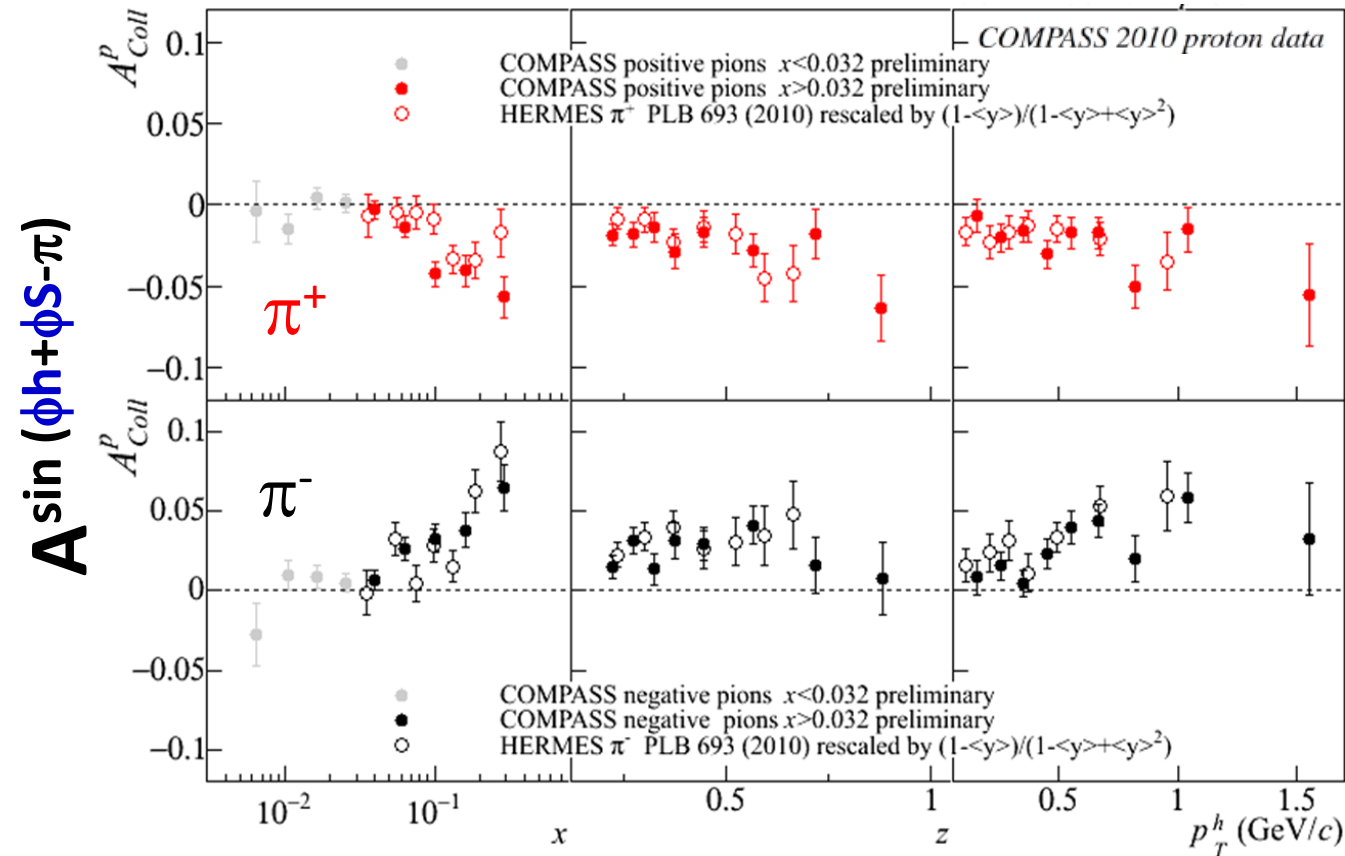 COMPASS 2010 proton data
A^p_Coll
0.1
0.05
0
−0.05
−0.1
COMPASS positive pions x<0.032 preliminary
COMPASS positive pions x>0.032 preliminary
HERMES π⁺ PLB 693 (2010) rescaled by (1-<y>)/(1-<y>+<y>²)
π⁺
A sin (ϕh+ϕS-π)
A^p_Coll
0.1
0.05
0
−0.05
−0.1
π⁻
COMPASS negative pions x<0.032 preliminary
COMPASS negative pions x>0.032 preliminary
HERMES π⁻ PLB 693 (2010) rescaled by (1-<y>)/(1-<y>+<y>²)
10⁻² 10⁻¹ 0.5 1 0.5 1 1.5
x z p_T^h (GeV/c)